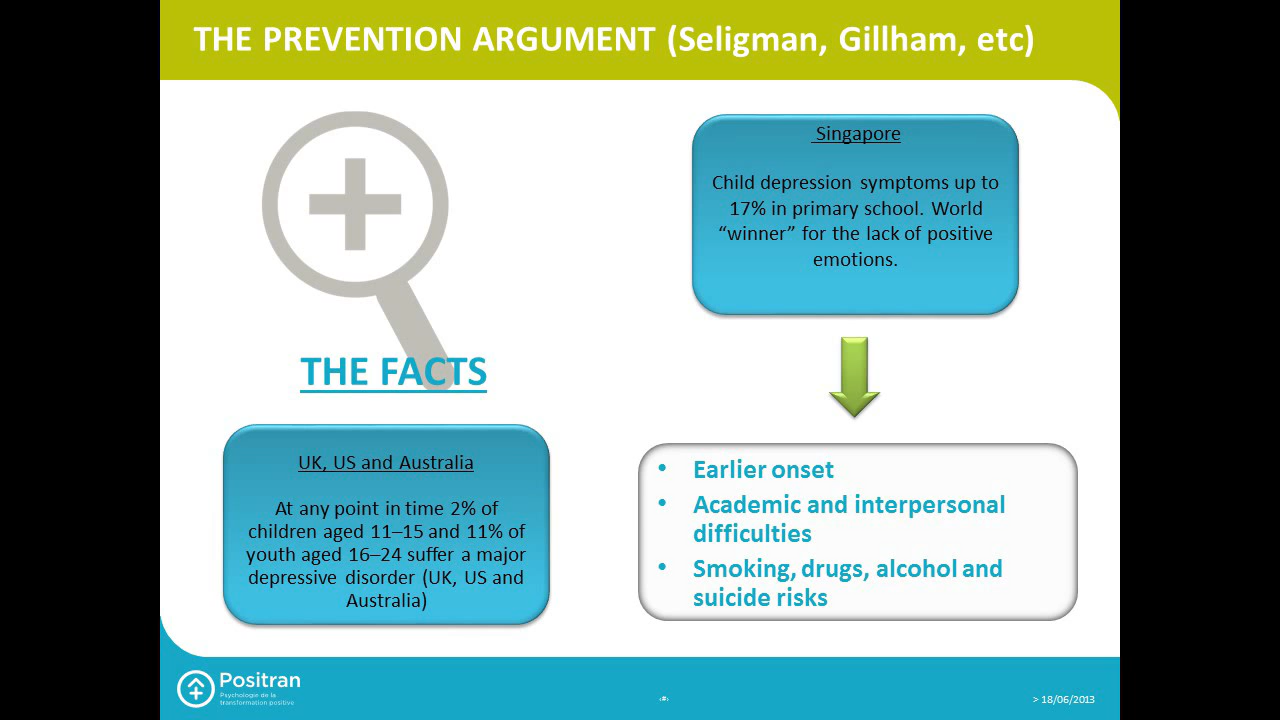 THE PREVENTION ARGUMENT (Seligman, Gillham, etc)
THE FACTS
UK, US and Australia
At any point in time 2% of
children aged 11–15 and 11% of
youth aged 16–24 suffer a major
depressive disorder (UK, US and
Australia)
Singapore
Child depression symptoms up to
17% in primary school. World
“winner” for the lack of positive
emotions.
• Earlier onset
• Academic and interpersonal
difficulties
• Smoking, drugs, alcohol and
suicide risks
Positran
Psychologie de la
transformation positive
‹#›
> 18/06/2013